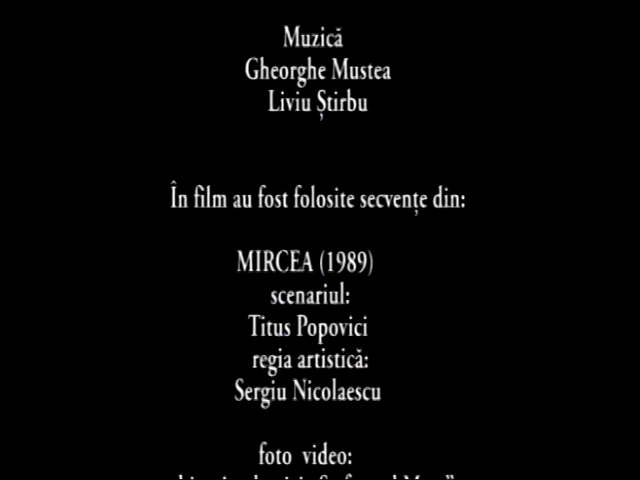 Muzică
Gheorghe Mustea
Liviu Știrbu
În film au fost folosite secvențe din:
MIRCEA (1989)
scenariul:
Titus Popovici
regia artistică:
Sergiu Nicolaescu
foto video: